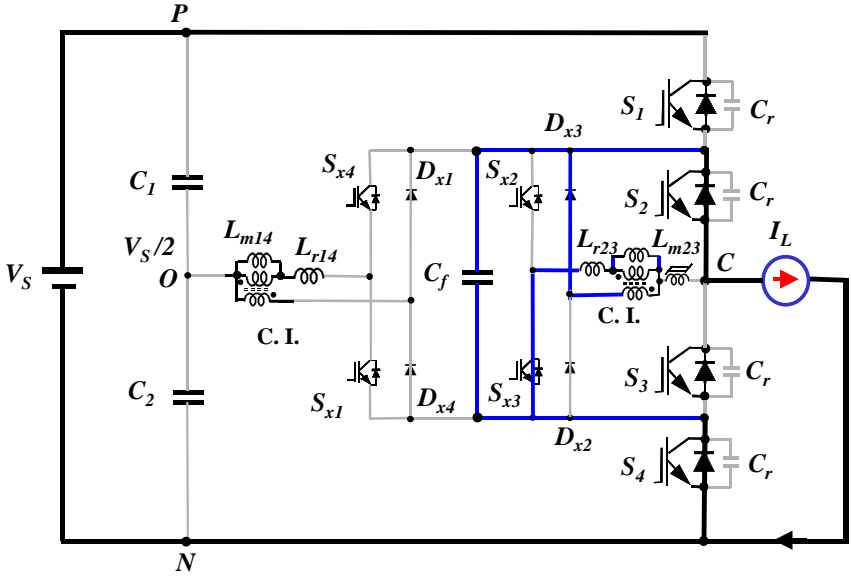 P
S1
Cr
Dx3
Sx4
Dx1
Sx2
C1
S2
Cr
Lm14
Lr14
Lr23
Lm23
IL
VS/2
VS
O
Cf
C
C. I.
C. I.
C2
S3
Cr
Sx1
Dx4
Sx3
Dx2
S4
Cr
N